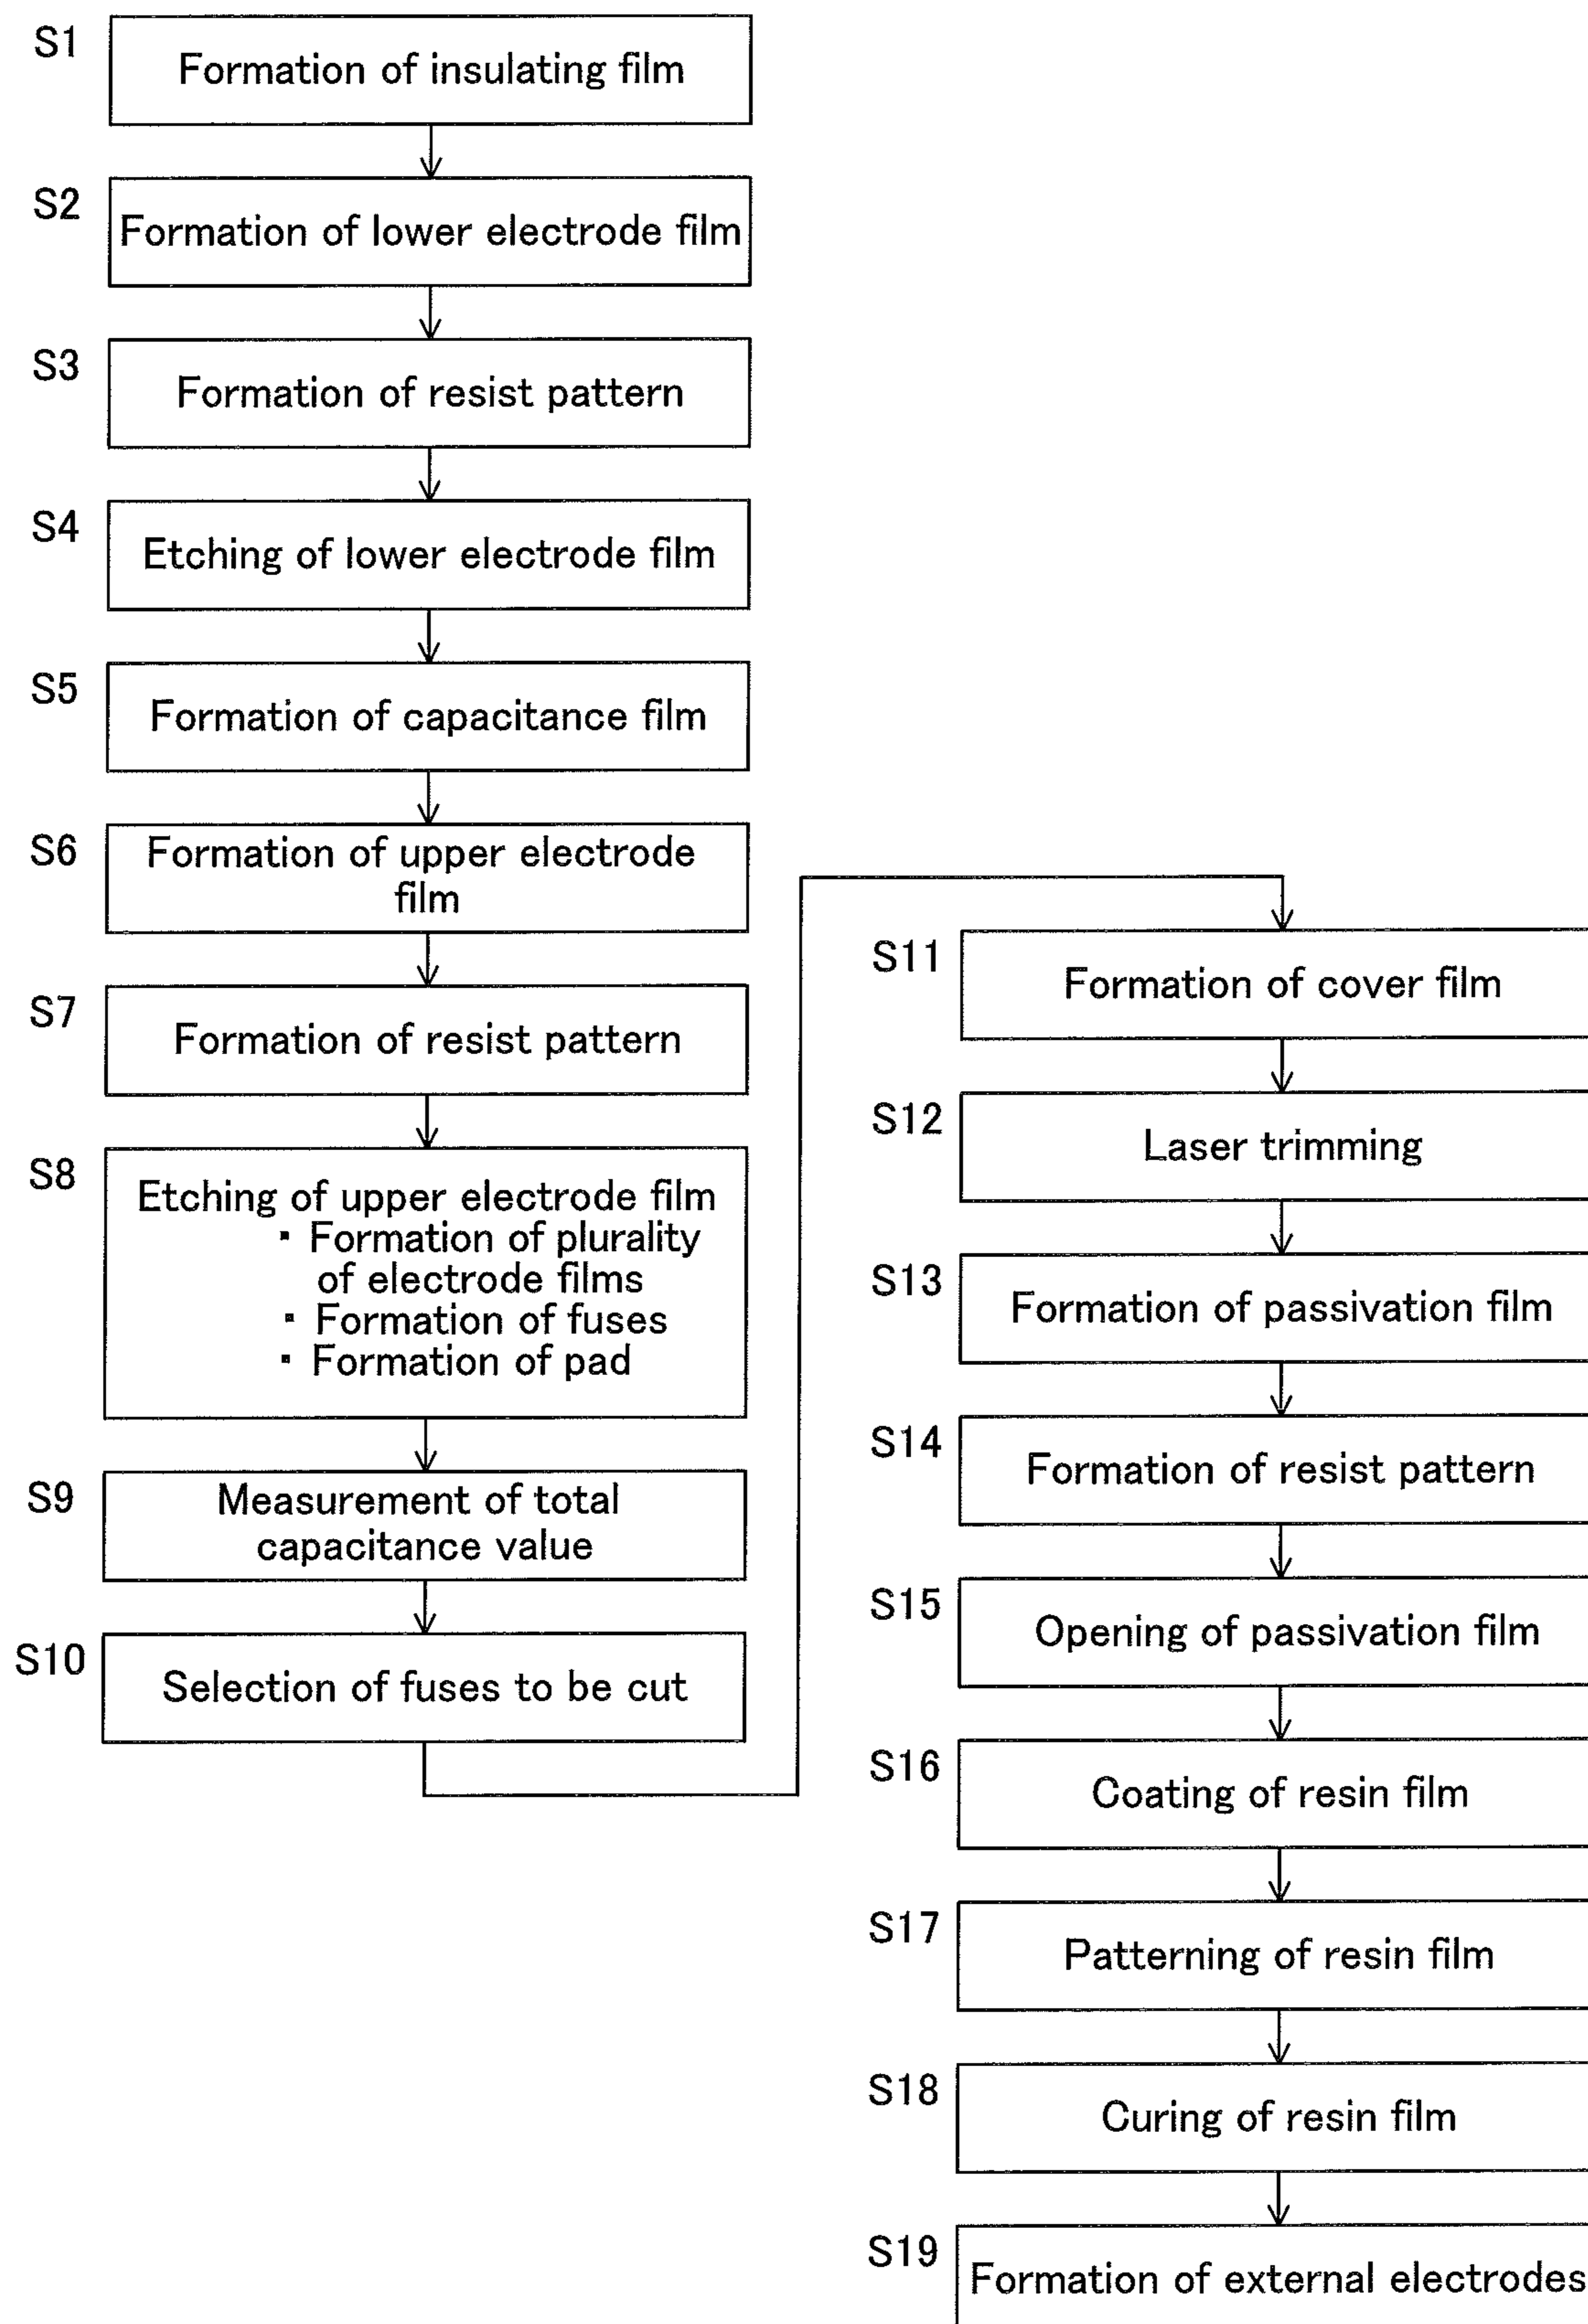 S1
Formation of insulating film
S2
Formation of lower electrode film
S3
Formation of resist pattern
S4
Etching of lower electrode film
S5
Formation of capacitance film
S6
Formation of upper electrode
film
S7
Formation of resist pattern
S8
Etching of upper electrode film
▪ Formation of plurality
of electrode films
▪ Formation of fuses
▪ Formation of pad
S9
Measurement of total
capacitance value
S10
Selection of fuses to be cut
S11
Formation of cover film
S12
Laser trimming
S13
Formation of passivation film
S14
Formation of resist pattern
S15
Opening of passivation film
S16
Coating of resin film
S17
Patterning of resin film
S18
Curing of resin film
S19
Formation of external electrodes